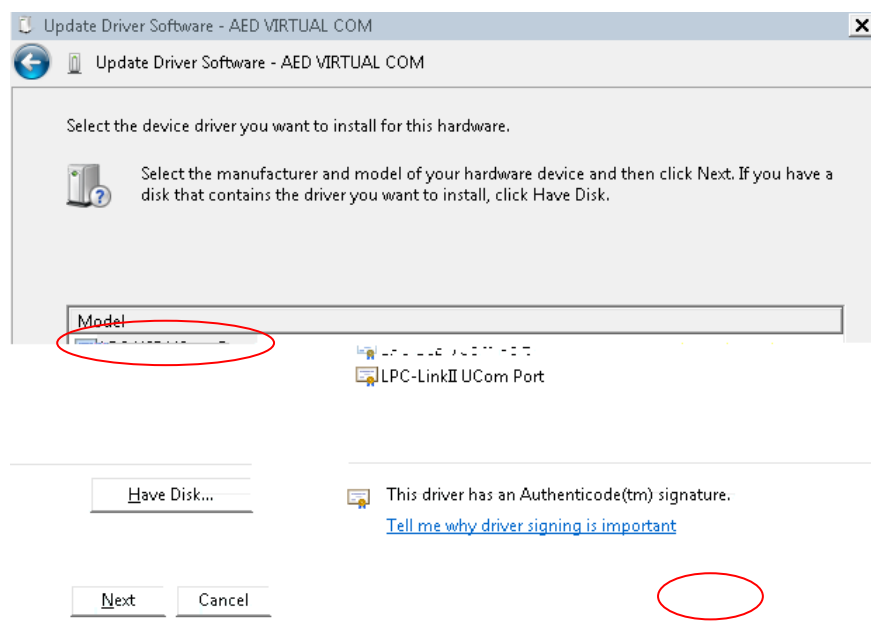 Update Driver Software - AED VIRTUAL COM
Update Driver Software - AED VIRTUAL COM
Select the device driver you want to install for this hardware.
Select the manufacturer and model of your hardware device and then click Next. If you have a
disk that contains the driver you want to install, click Have Disk.
Model
LPC-LinkII UCom Port
Have Disk...
This driver has an Authenticode(tm) signature.
Tell me why driver signing is important
Next
Cancel